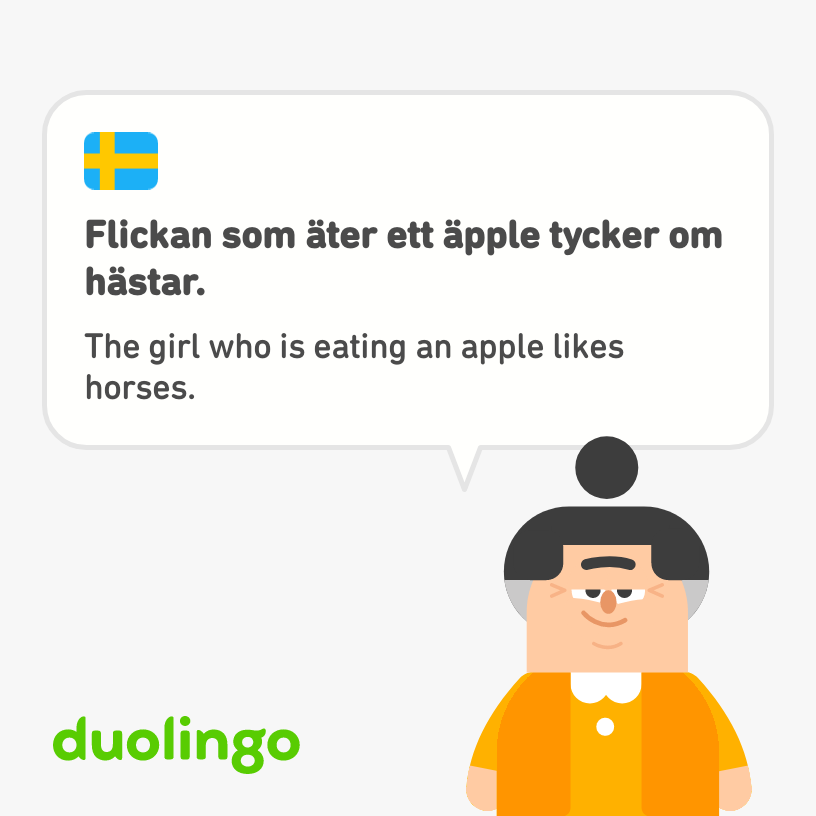 Flickan som äter ett äpple tycker om
hästar.
The girl who is eating an apple likes
horses.
duolingo